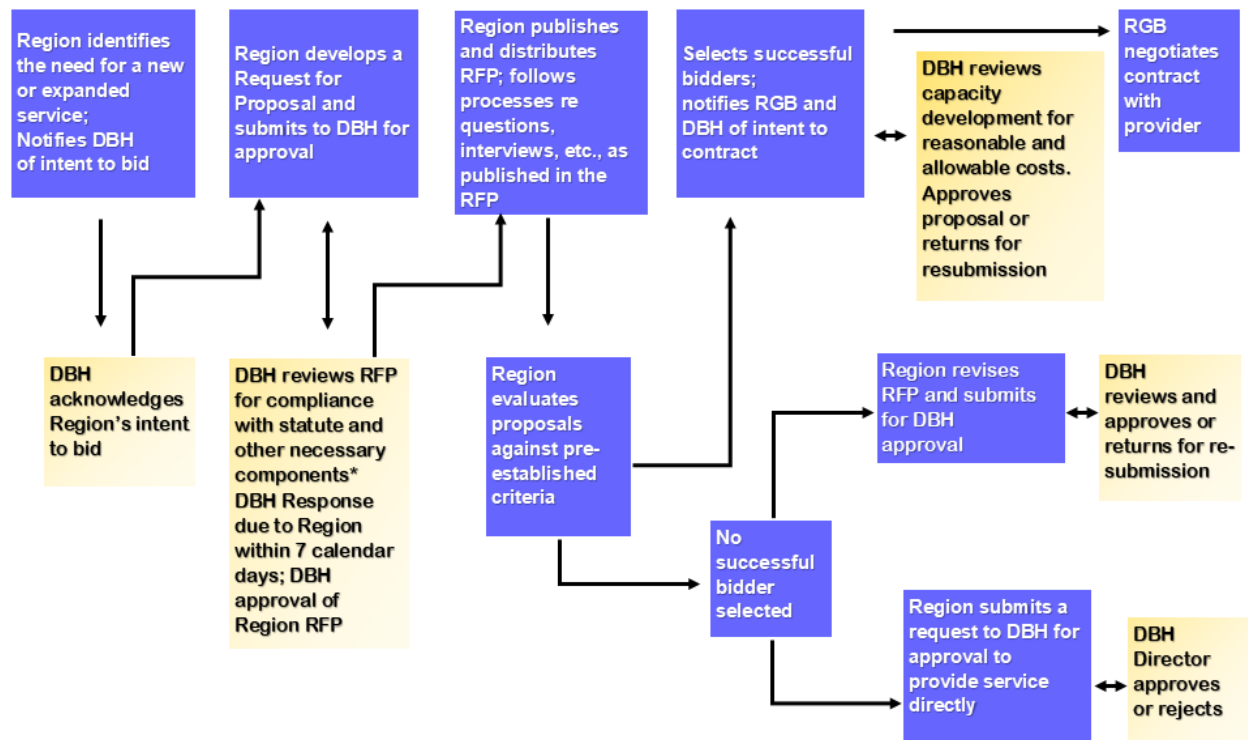 Region identifies
the need for a new
or expanded
service;
Notifies DBH
of intent to bid
Region develops a
Request for
Proposal and
submits to DBH for
approval
Region publishes
and distributes
RFP; follows
processes re
questions,
interviews, etc., as
published in the
RFP
Selects successful
bidders;
notifies RGB and
DBH of intent to
contract
DBH reviews
capacity
development for
reasonable and
allowable costs.
Approves
proposal or
returns for
resubmission
RGB
negotiates
contract
with
provider
DBH
acknowledges
Region's intent
to bid
DBH reviews RFP
for compliance
with statute and
other necessary
components*
DBH Response
due to Region
within 7 calendar
days; DBH
approval of
Region RFP
Region
evaluates
proposals
against pre-
established
criteria
No
successful
bidder
selected
Region revises
RFP and submits
for DBH
approval
DBH
reviews and
approves or
returns for re-
submission
Region submits a
request to DBH for
approval to
provide service
directly
DBH
Director
approves
or rejects